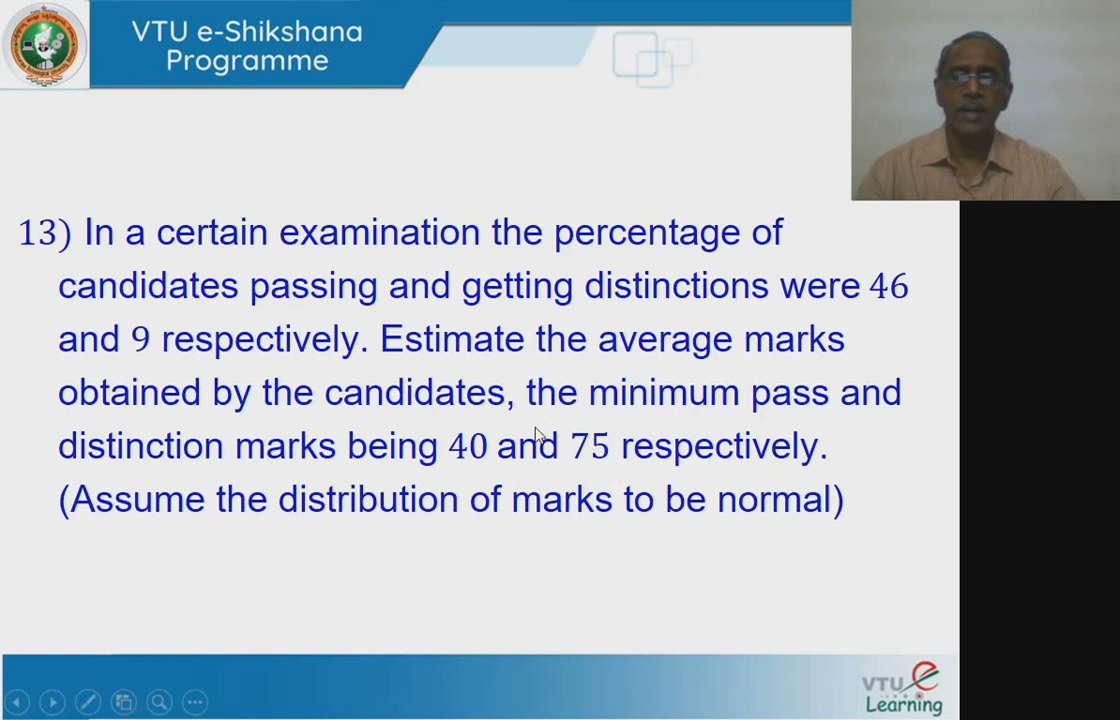 VTU e-Shikshana
Programme
13) In a certain examination the percentage of
candidates passing and getting distinctions were 46
and 9 respectively. Estimate the average marks
obtained by the candidates, the minimum pass and
distinction marks being 40 and 75 respectively.
(Assume the distribution of marks to be normal)
VTU e
Learning